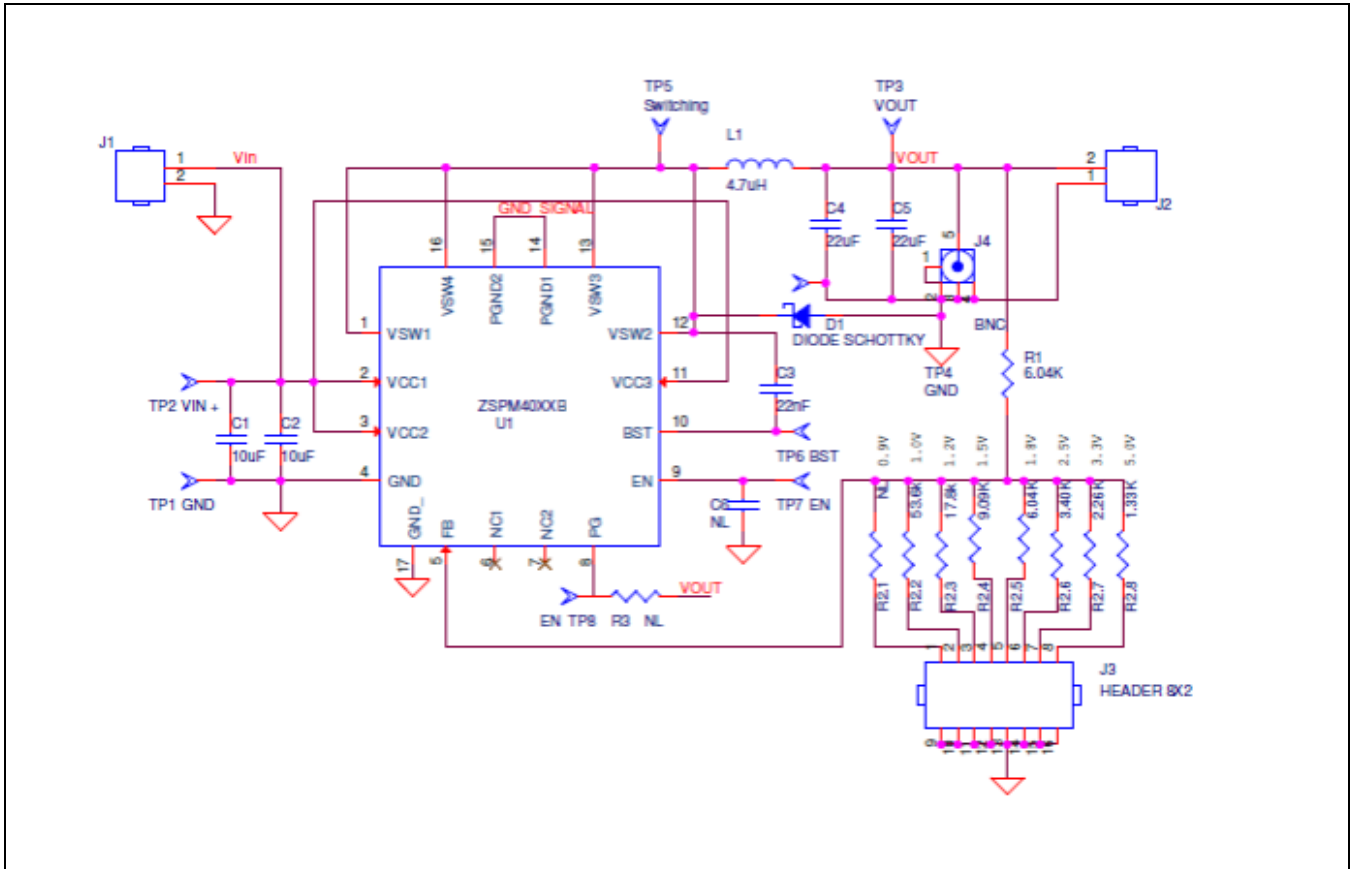 TP5
Switching
TP3
VOUT
J1
1
2
Vin
L1
4.7uH
VOUT
2
1
J2
GND SIGNAL
16
15
14
13
C4
22uF
C5
22uF
5
J4
1
2
3
4
BNC
VSW4
PGND2
PGND1
VSW3
1
VSW1
VSW2
12
D1
DIODE SCHOTTKY
TP4
GND
R1
6.04K
2
VCC1
VCC3
11
C3
22nF
TP2 VIN +
ZSPM40XXB
U1
3
VCC2
BST
10
TP6 BST
C1
10uF
C2
10uF
4
GND
EN
9
TP7 EN
TP1 GND
C6
NL
GND_
FB
NC1
NC2
PG
17
5
6
7
8
VOUT
EN TP8
R3
NL
0.9V
1.0V
1.2V
1.5V
1.8V
2.5V
3.3V
5.0V
NL
53.6K
17.8K
9.09K
6.04K
3.40K
2.26K
1.33K
R2.1
R2.2
R2.3
R2.4
R2.5
R2.6
R2.7
R2.8
1
2
3
4
5
6
7
8
J3
HEADER 8X2
9